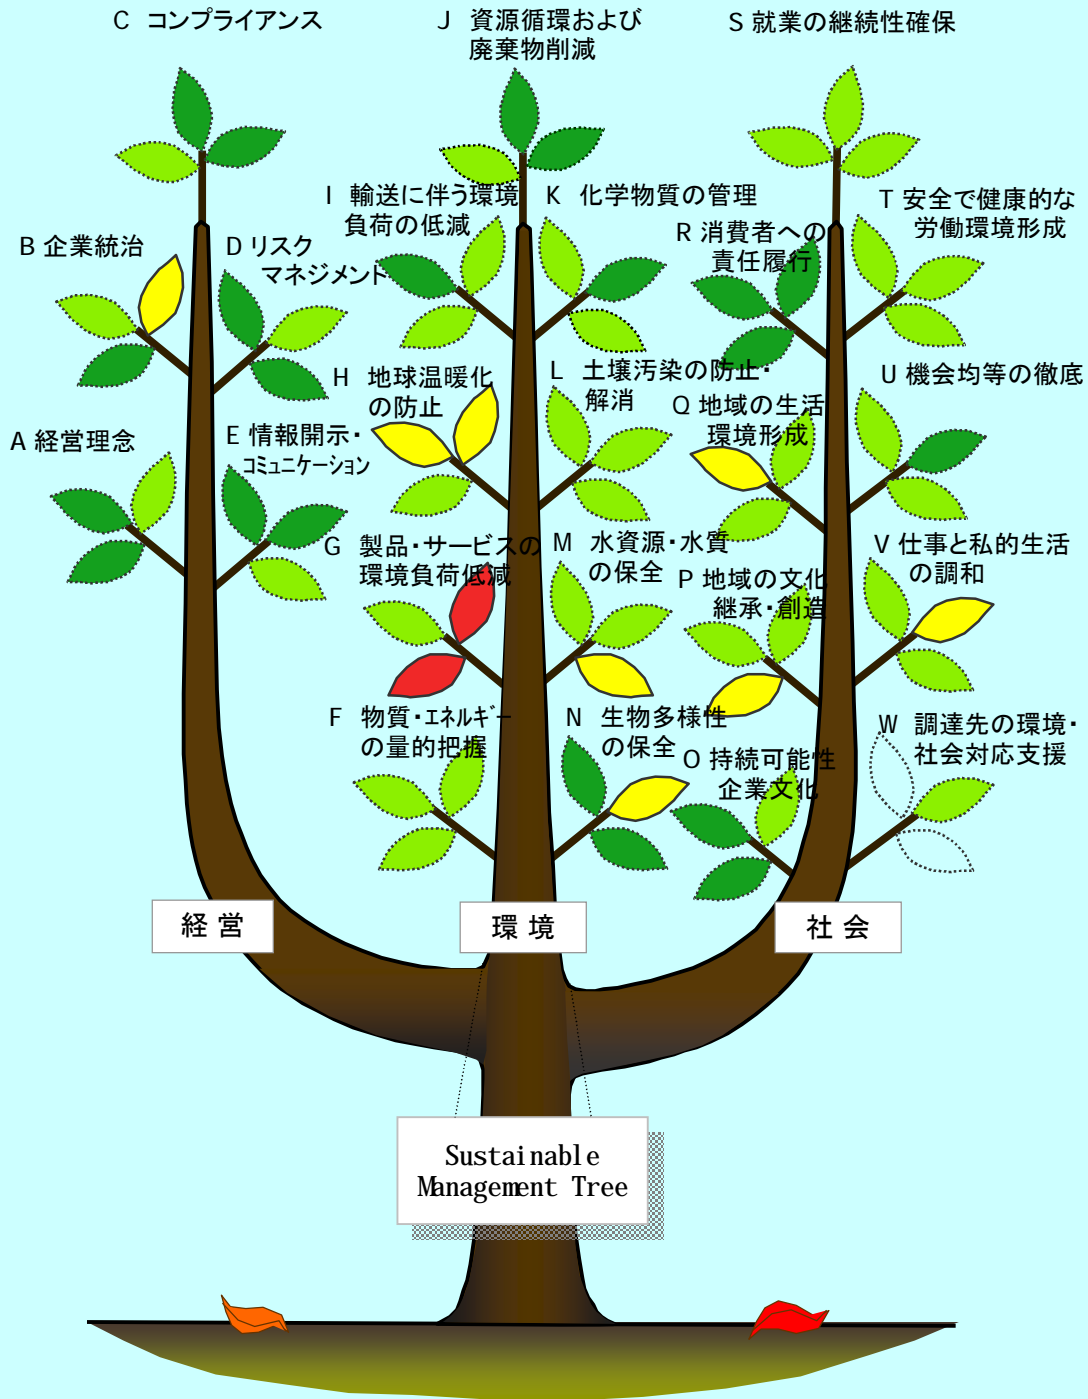 C コンプライアンス
J 資源循環および
廃棄物削減
S 就業の継続性確保
I 輸送に伴う環境
負荷の低減
K 化学物質の管理
T 安全で健康的な
労働環境形成
R 消費者への
責任履行
B 企業統治
D リスク
マネジメント
H 地球温暖化
の防止
L 土壌汚染の防止・
解消
U 機会均等の徹底
Q 地域の生活
環境形成
A 経営理念
E 情報開示・
コミュニケーション
G 製品・サービスの
環境負荷低減
M 水資源・水質
の保全
V 仕事と私的生活
の調和
P 地域の文化
継承・創造
F 物質・エネルギー
の量的把握
N 生物多様性
の保全
W 調達先の環境・
社会対応支援
O 持続可能性
企業文化
経 営
環 境
社 会
Sustainable
Management Tree